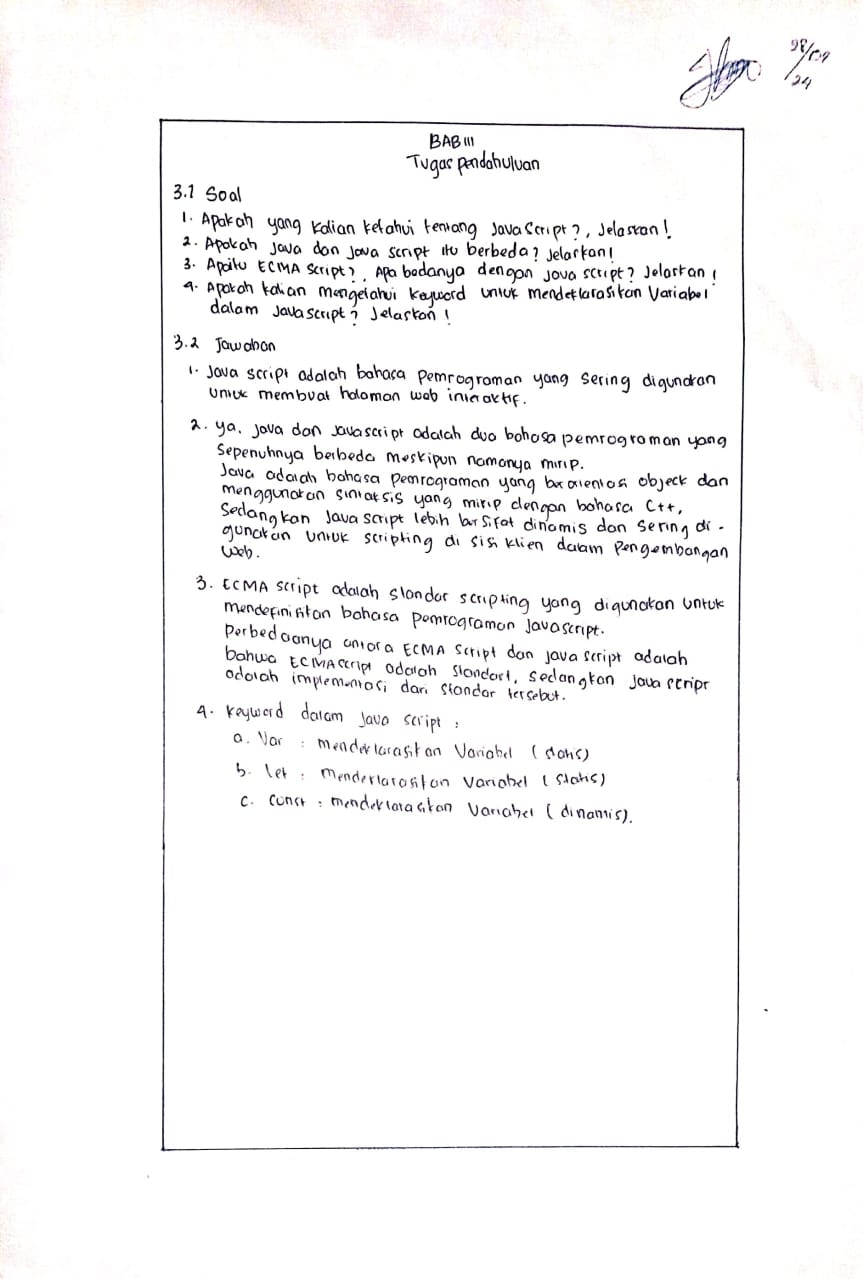 28/09
/24
BAB III
Tugas pendahuluan
3.1 Soal
1. Apakah yang kalian ketahui tentang JavaScript?, Jelaskan!
2. Apakah Java dan Java script itu berbeda? Jelaskan!
3. Apaitu ECMA Script?, Apa bedanya dengan Java script? Jelaskan!
4. Apakah kalian mengetahui keyword untuk mendeklarasikan Variabel
dalam JavaScript? Jelaskan!
3.2 Jawaban
1. Java script adalah bahasa pemrograman yang sering digunakan
untuk membuat halaman web interaktif.
2. ya, Java dan Javascript adalah dua bahasa pemrograman yang
Sepenuhnya berbeda meskipun namanya mirip.
Java adalah bahasa pemrograman yang berorientasi object dan
menggunakan yang mirip dengan bahasa C++,
Sedangkan Java script lebih bersifat dinamis dan sering di-
gunakan untuk scripting di sisi klien dalam pengembangan
Web.
3. ECMA script adalah standar scripting yang digunakan untuk
mendefinisikan bahasa pemrograman Javascript.
Perbedaanya antara ECMA Script dan java script adalah
bahwa ECMAscript adalah standart, sedangkan Java script
adalah implementasi dari standar tersebut.
4. Keyword dalam Java script :
a. Var : Mendeklarasikan Variabel (statis)
b. let : Mendeklarasikan Variabel (statis)
c. const : mendeklarasikan Variabel (dinamis).